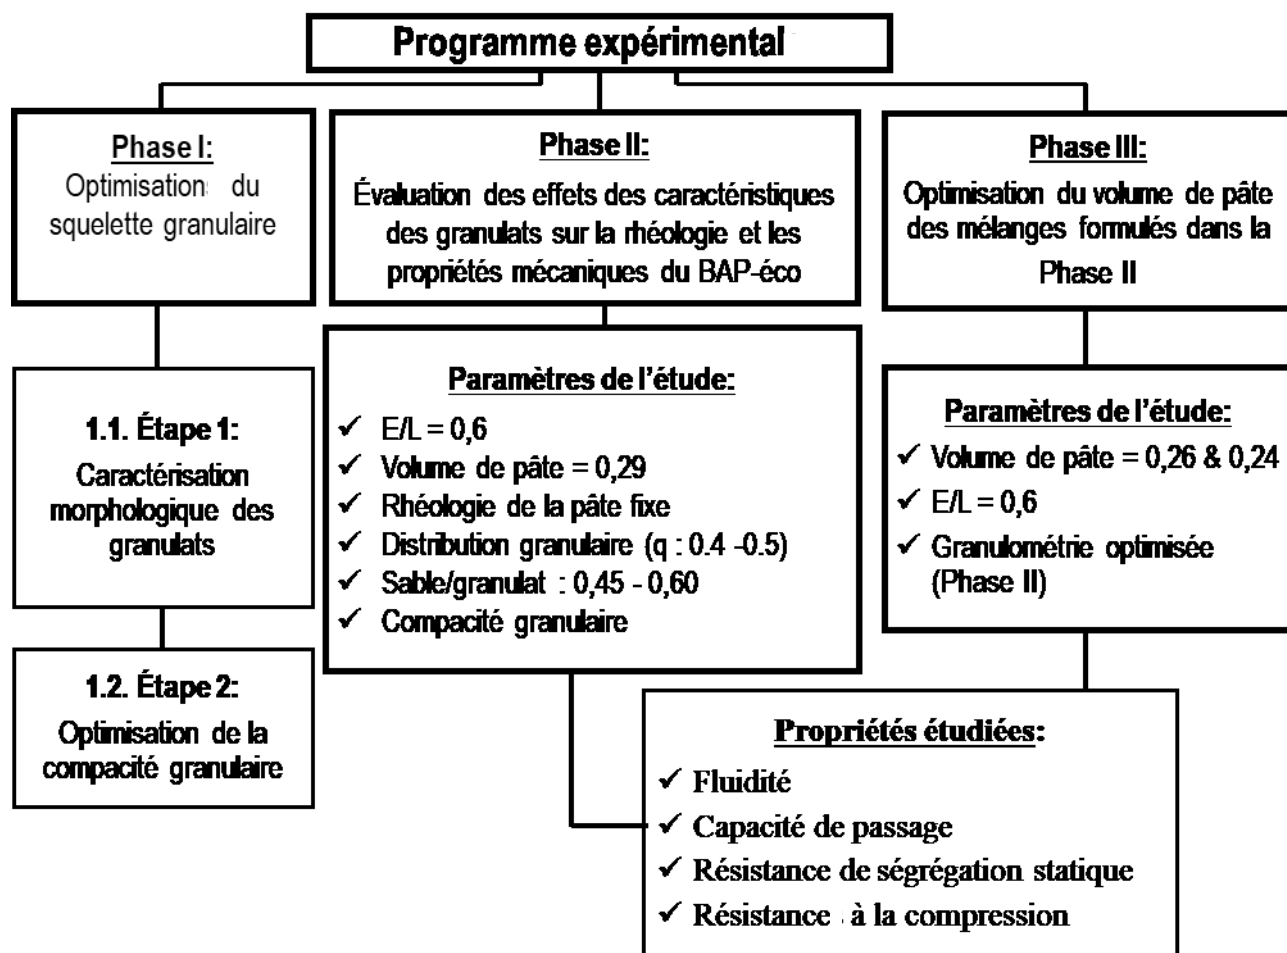 Programme expérimental
Phase I:
Optimisation du
squelette granulaire
1.1. Étape 1:
Caractérisation
morphologique des
granulats
1.2. Étape 2:
Optimisation de la
compacité granulaire
Phase II:
Évaluation des effets des caractéristiques
des granulats sur la rhéologie et les
propriétés mécaniques du BAP-éco
Paramètres de l'étude:
✓ E/L = 0,6
✓ Volume de pâte = 0,29
✓ Rhéologie de la pâte fixe
✓ Distribution granulaire (q : 0.4 -0.5)
✓ Sable/granulat : 0,45 - 0,60
✓ Compacité granulaire
Phase III:
Optimisation du volume de pâte
des mélanges formulés dans la
Phase II
Paramètres de l'étude:
✓ Volume de pâte = 0,26 & 0,24
✓ E/L = 0,6
✓ Granulométrie optimisée
(Phase II)
Propriétés étudiées:
✓ Fluidité
✓ Capacité de passage
✓ Résistance de ségrégation statique
✓ Résistance à la compression